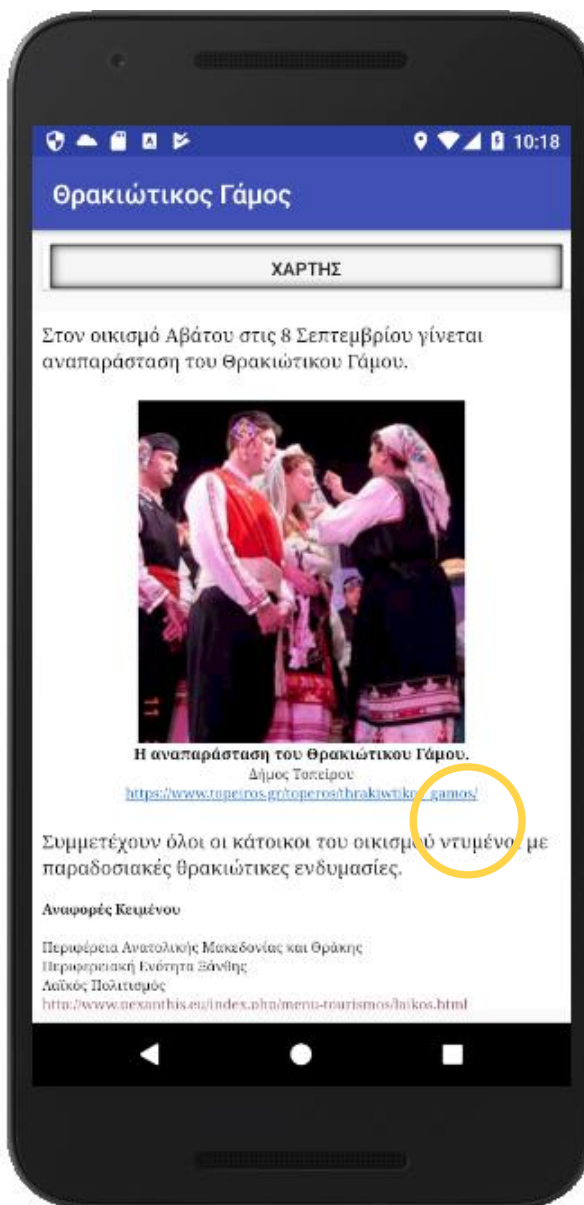 10:18
Θρακιώτικος Γάμος
ΧΑΡΤΗΣ
Στον οικισμό Αβάτου στις 8 Σεπτεμβρίου γίνεται
αναπαράσταση του Θρακιώτικου Γάμου.
11
Η αναπαράσταση του Θρακιώτικου Γάμου.
Δήμος Τοπείρου
https://www.topeiros.gr/toperos/thrakiwtikos_gamos/
Συμμετέχουν όλοι οι κάτοικοι του οικισμού ντυμένοι με
παραδοσιακές θρακιώτικες ενδυμασίες.
Αναφορές Κειμένου
Περιφέρεια Ανατολικής Μακεδονίας και Θράκης
Περιφερειακή Ενότητα Ξάνθης
Λαϊκός Πολιτισμός
http://www.pexanthis.eu/index.php/menu-tourismos/laikos.html